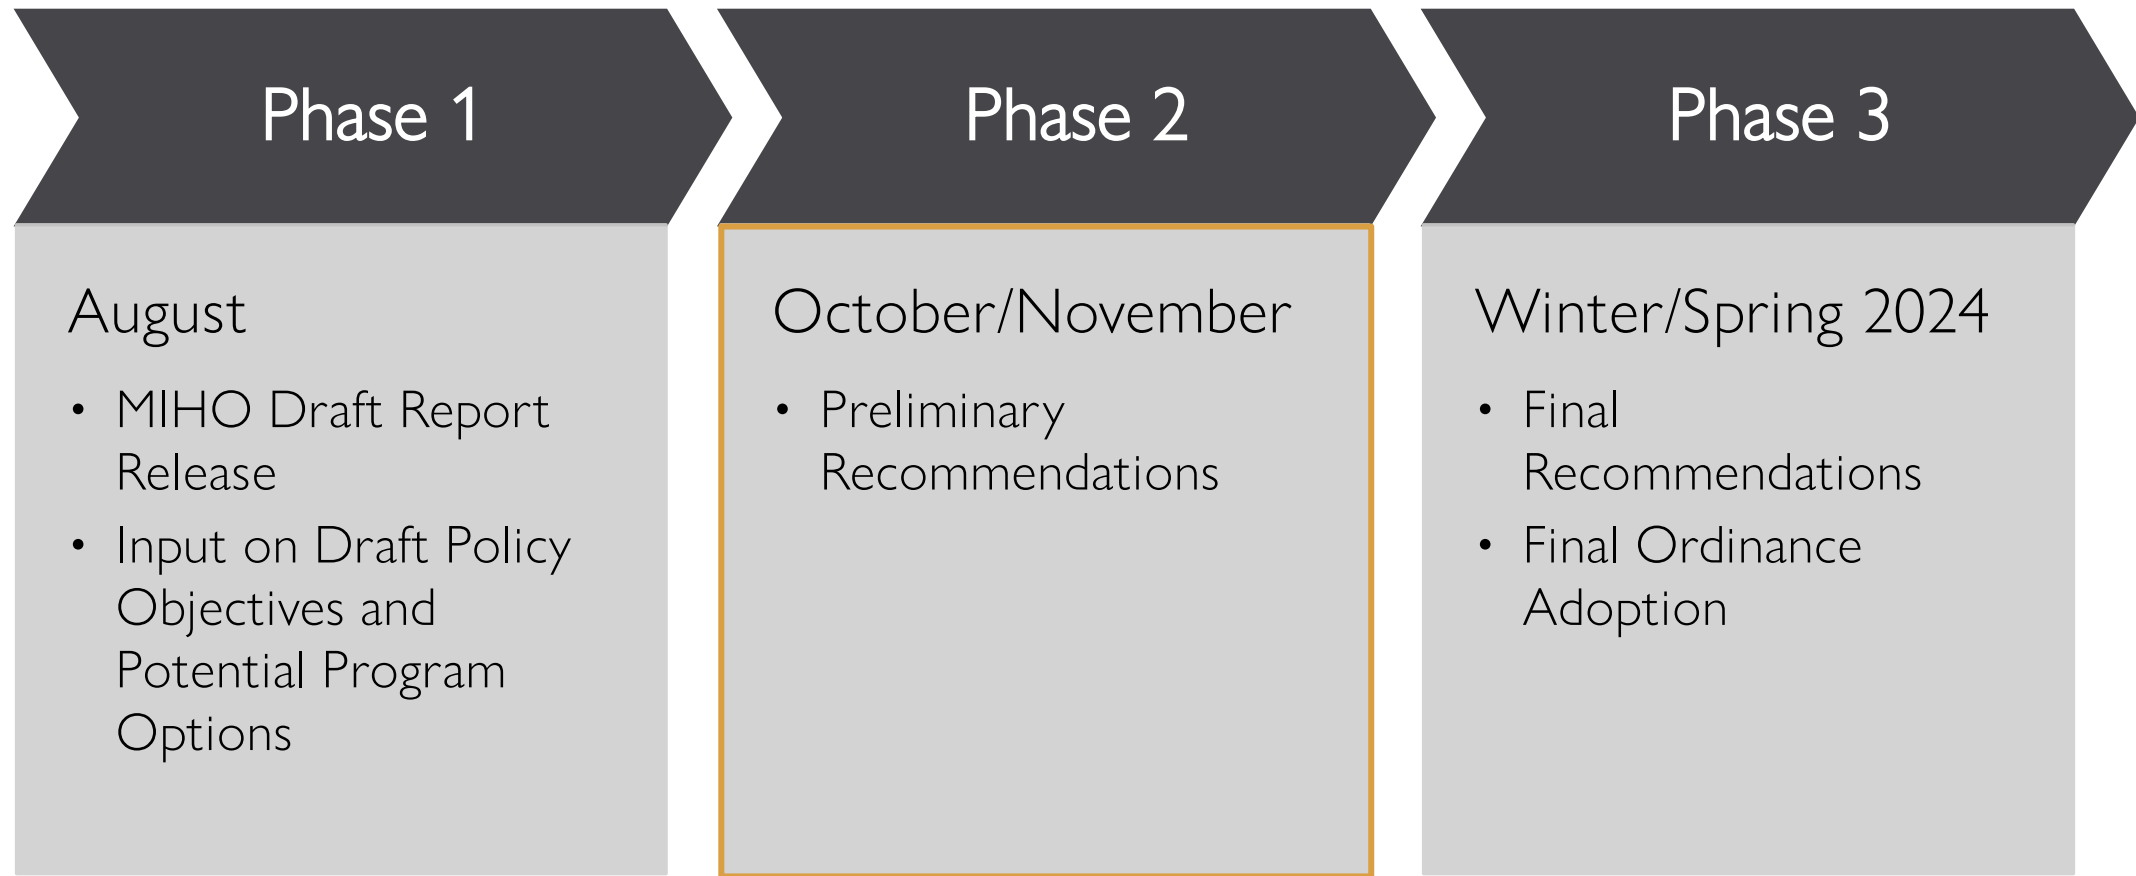 Phase 1
August
• MIHO Draft Report
Release
• Input on Draft Policy
Objectives and
Potential Program
Options
Phase 2
October/November
• Preliminary
Recommendations
Phase 3
Winter/Spring 2024
• Final
Recommendations
• Final Ordinance
Adoption